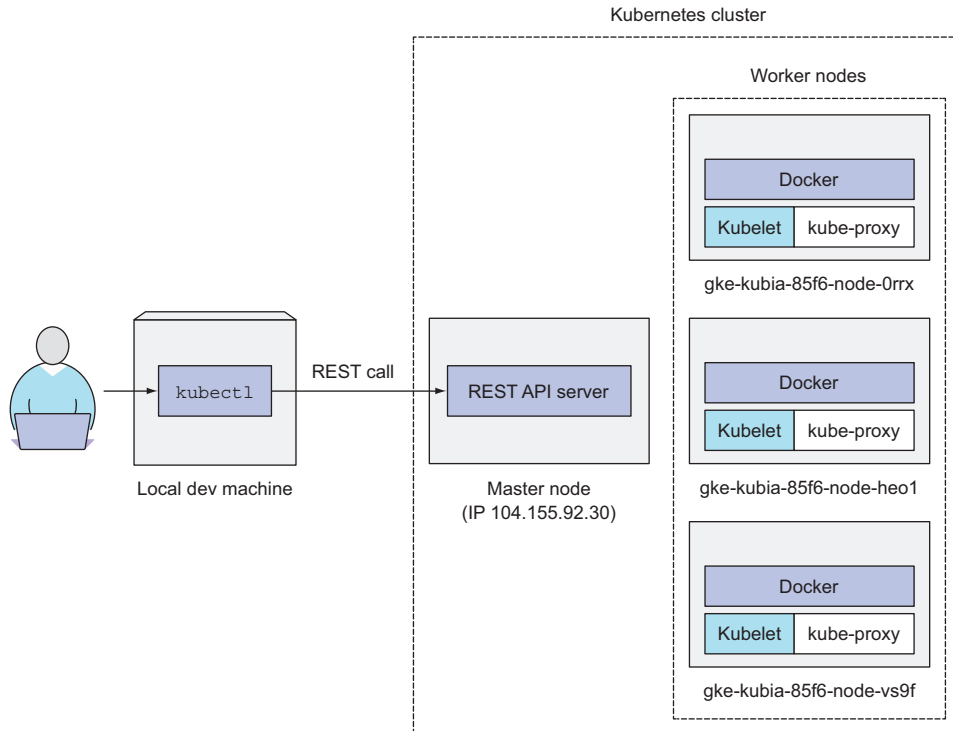 Kubernetes cluster
Worker nodes
Docker
Kubelet
kube-proxy
gke-kubia-85f6-node-0rrx
kubectl
Local dev machine
REST call
REST API server
Master node
(IP 104.155.92.30)
Docker
Kubelet
kube-proxy
gke-kubia-85f6-node-heo1
Docker
Kubelet
kube-proxy
gke-kubia-85f6-node-vs9f